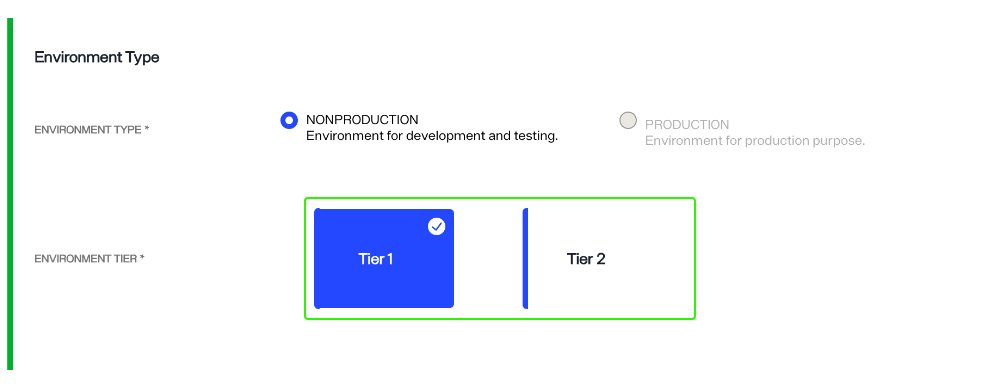 Environment Type
ENVIRONMENT TYPE *
NONPRODUCTION
Environment for development and testing.
PRODUCTION
Environment for production purpose.
ENVIRONMENT TIER *
Tier 1
Tier 2